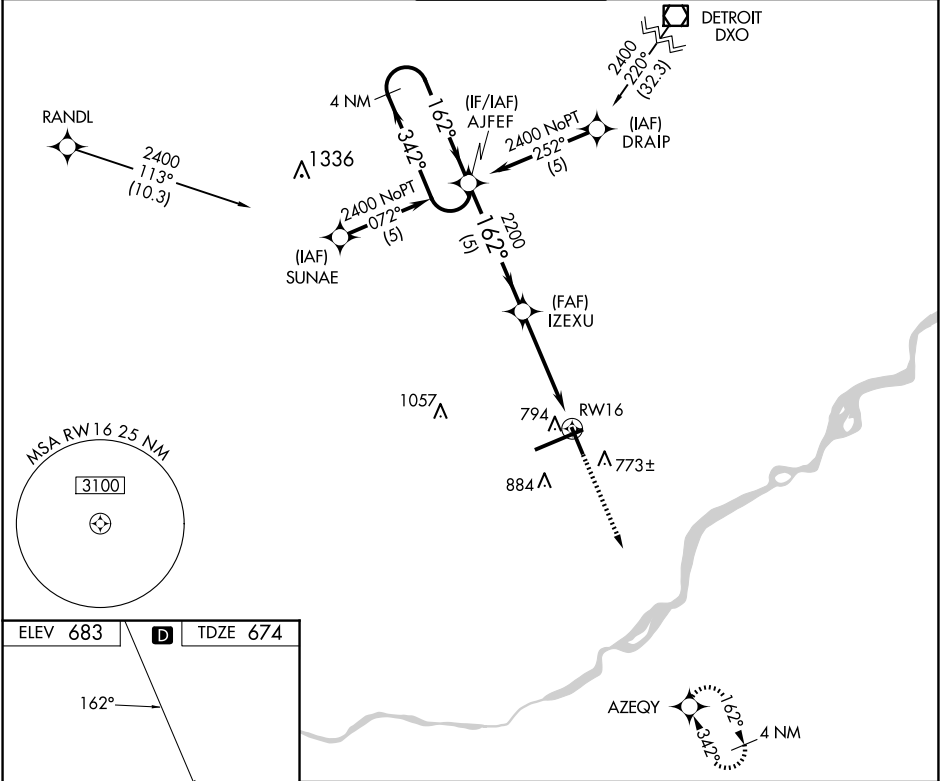 DETROIT
DXO
2400
220°
(32.3)
4 NM
162°
342°
(IF/IAF)
AJFEF
2400 NoPT
252°
(5)
(IAF)
DRAIP
RANDL
2400
113°
(10.3)
1336
2400 NoPT
072°
(5)
(IAF)
SUNAE
2200
162°
(5)
(FAF)
IZEXU
1057
794
RW16
884
773±
MSA RW16 25 NM
3100
ELEV 683
D
TDZE 674
162°
AZEQY
162°
342°
4 NM